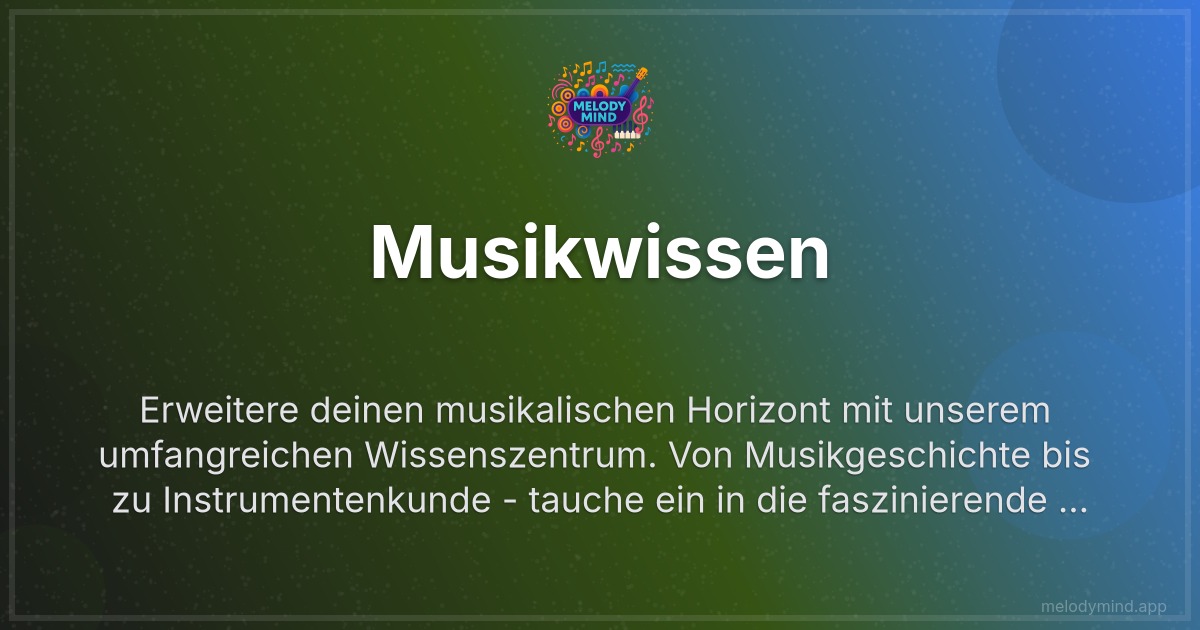 MELODY
MIND
Musikwissen
Erweitere deinen musikalischen Horizont mit unserem
umfangreichen Wissenszentrum. Von Musikgeschichte bis
zu Instrumentenkunde - tauche ein in die faszinierende ...
melodymind.app